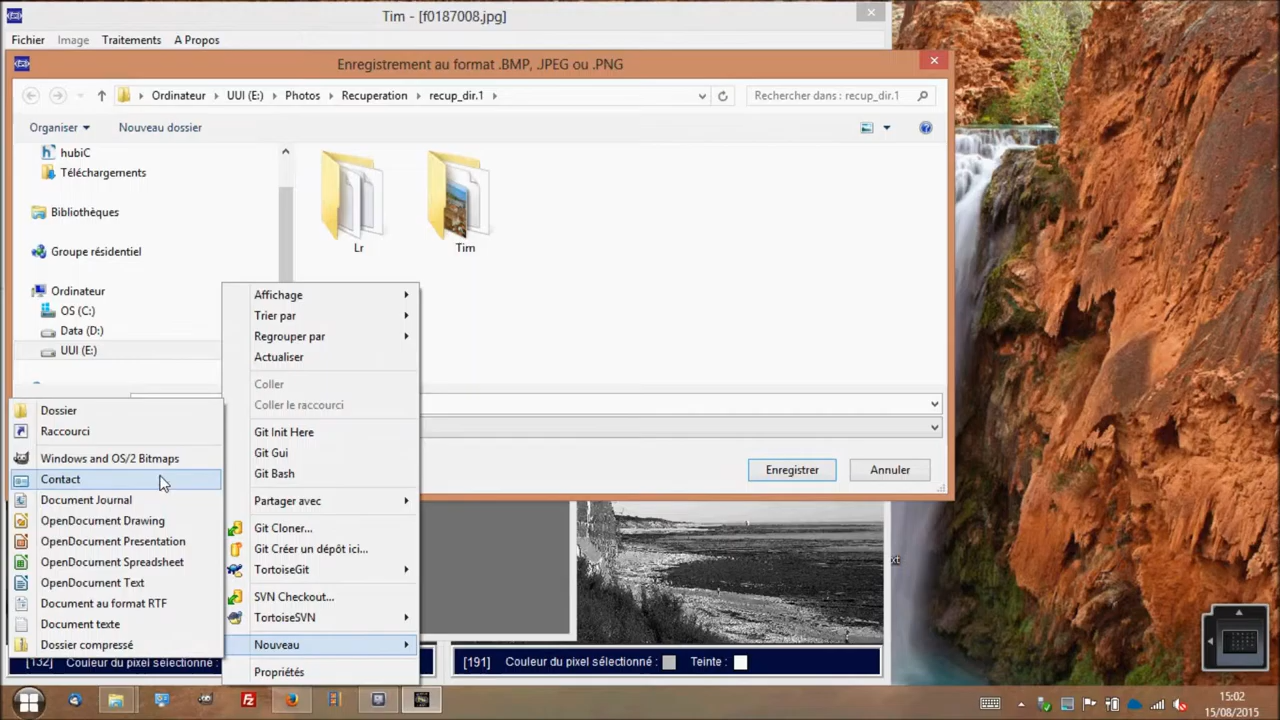 Tim - [f0187008.jpg]
Fichier Image Traitements A Propos
Enregistrement au format .BMP, .JPEG ou .PNG
Ordinateur UUI (E:) Photos Recuperation recup_dir.1
Rechercher dans : recup_dir.1
Organiser Nouveau dossier
hubiC
Téléchargements
Bibliothèques
Groupe résidentiel
Ordinateur
OS (C:)
Data (D:)
UUI (E:)
Lr
Tim
Affichage
Trier par
Regrouper par
Actualiser
Coller
Coller le raccourci
Git Init Here
Git Gui
Git Bash
Partager avec
Git Cloner...
Git Créer un dépôt ici...
TortoiseGit
SVN Checkout...
TortoiseSVN
Nouveau
Propriétés
Dossier
Raccourci
Windows and OS/2 Bitmaps
Contact
Document Journal
OpenDocument Drawing
OpenDocument Presentation
OpenDocument Spreadsheet
OpenDocument Text
Document au format RTF
Document texte
Dossier compressé
Enregistrer Annuler
[132] Couleur du pixel sélectionné :
[191] Couleur du pixel sélectionné : Teinte :
15:02
15/08/2015